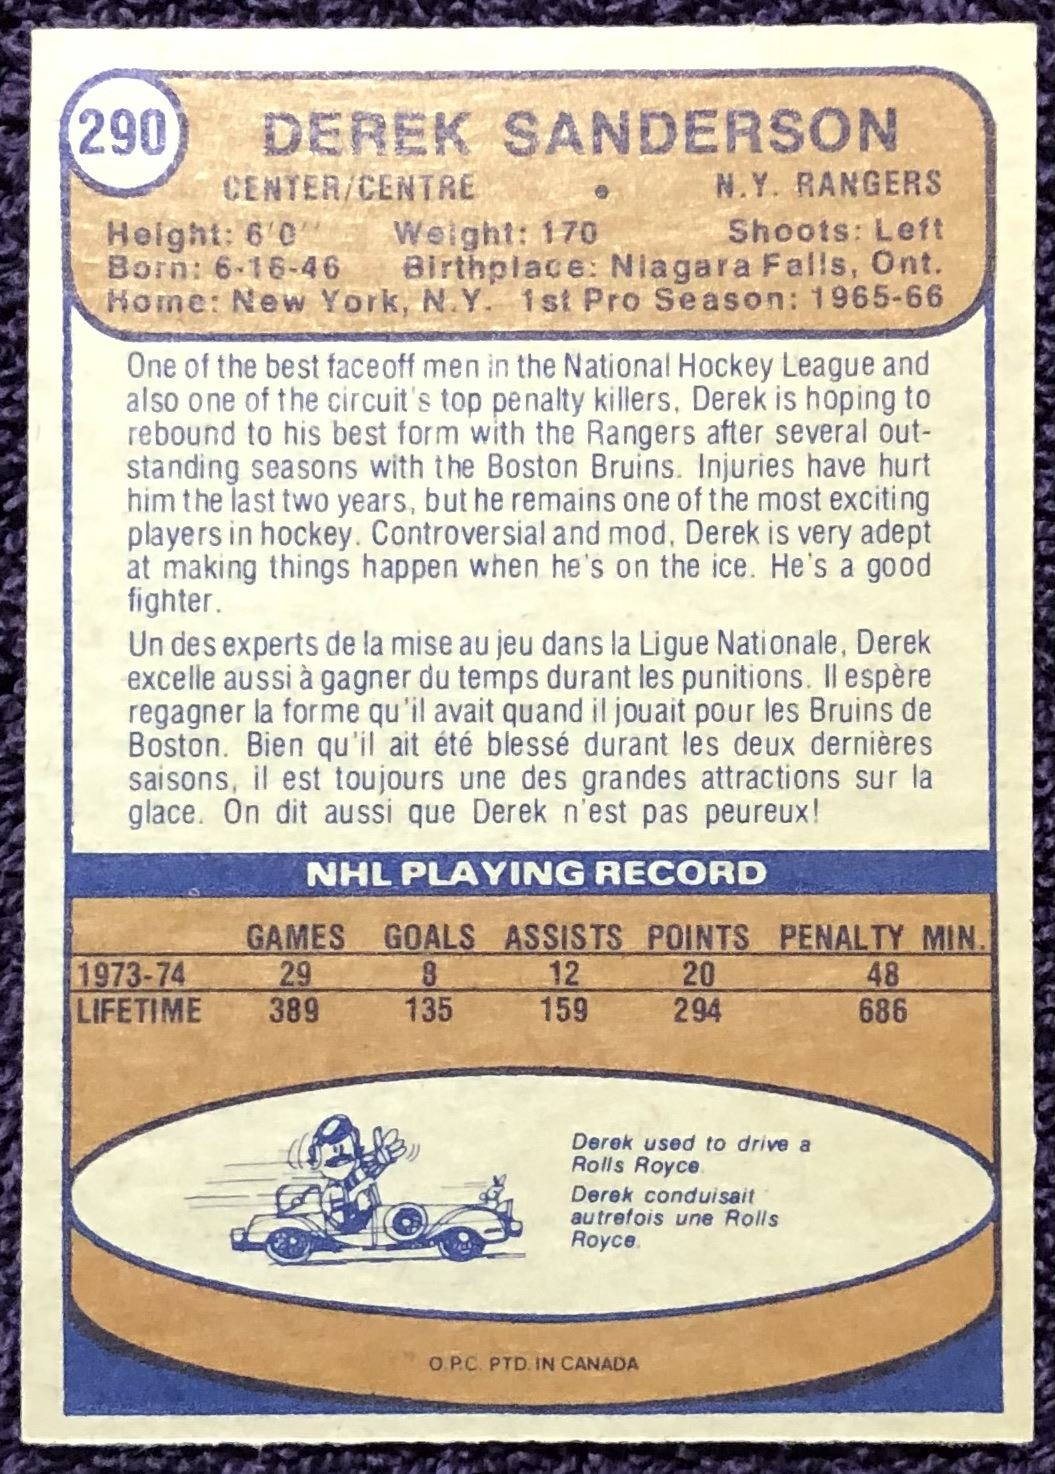 290
DEREK SANDERSON
CENTER/CENTRE • N.Y. RANGERS
Height: 6'0" Weight: 170 Shoots: Left
Born: 6-16-46 Birthplace: Niagara Falls, Ont.
Home: New York, N.Y. 1st Pro Season: 1965-66
One of the best faceoff men in the National Hockey League and
also one of the circuit's top penalty killers, Derek is hoping to
rebound to his best form with the Rangers after several out-
standing seasons with the Boston Bruins. Injuries have hurt
him the last two years, but he remains one of the most exciting
players in hockey. Controversial and mod, Derek is very adept
at making things happen when he's on the ice. He's a good
fighter.
Un des experts de la mise au jeu dans la Ligue Nationale, Derek
excelle aussi à gagner du temps durant les punitions. Il espère
regagner la forme qu'il avait quand il jouait pour les Bruins de
Boston. Bien qu'il ait été blessé durant les deux dernières
saisons, il est toujours une des grandes attractions sur la
glace. On dit aussi que Derek n'est pas peureux!
NHL PLAYING RECORD
GAMES GOALS ASSISTS POINTS PENALTY MIN.
1973-74 29 8 12 20 48
LIFETIME 389 135 159 294 686
Derek used to drive a
Rolls Royce.
Derek conduisait
autrefois une Rolls
Royce.
O.P.C. PTD. IN CANADA